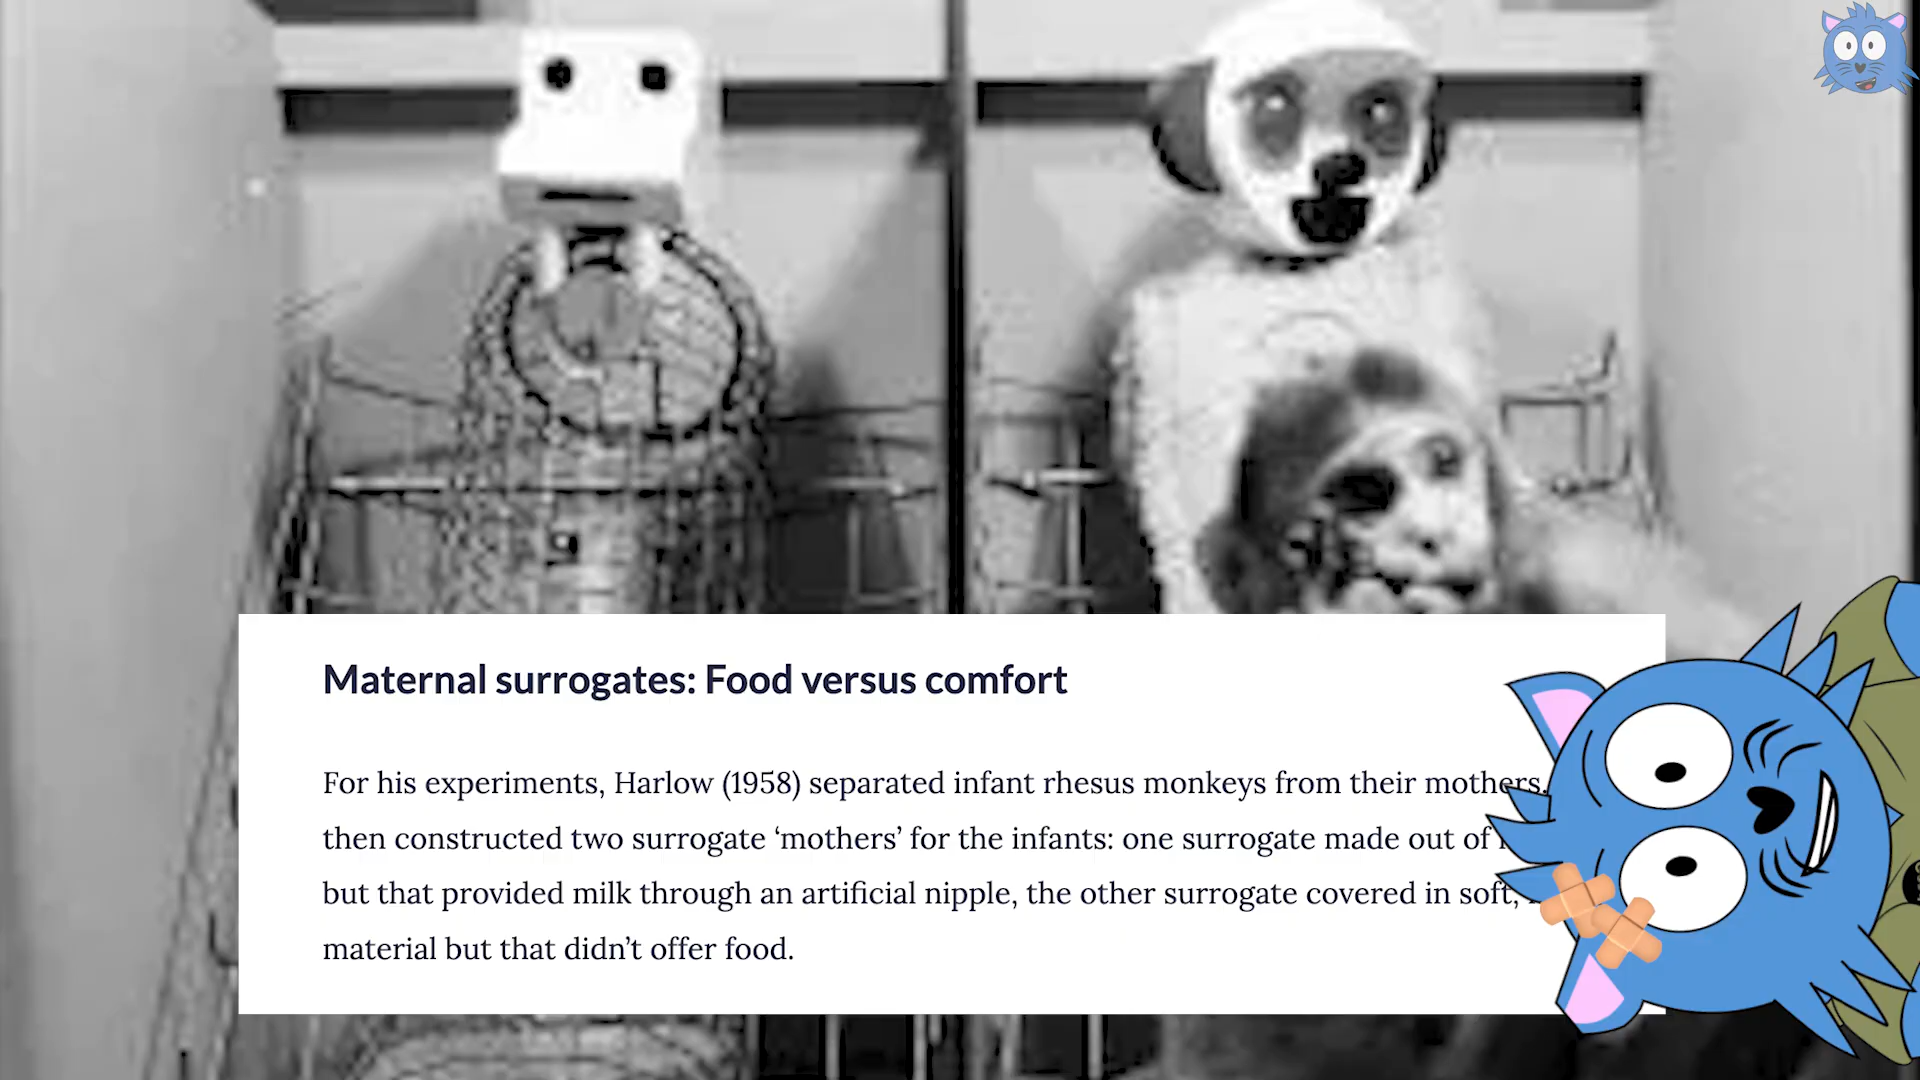 Maternal surrogates: Food versus comfort
For his experiments, Harlow (1958) separated infant rhesus monkeys from their mothers.
then constructed two surrogate ‘mothers’ for the infants: one surrogate made out of
but that provided milk through an artificial nipple, the other surrogate covered in soft,
material but that didn’t offer food.